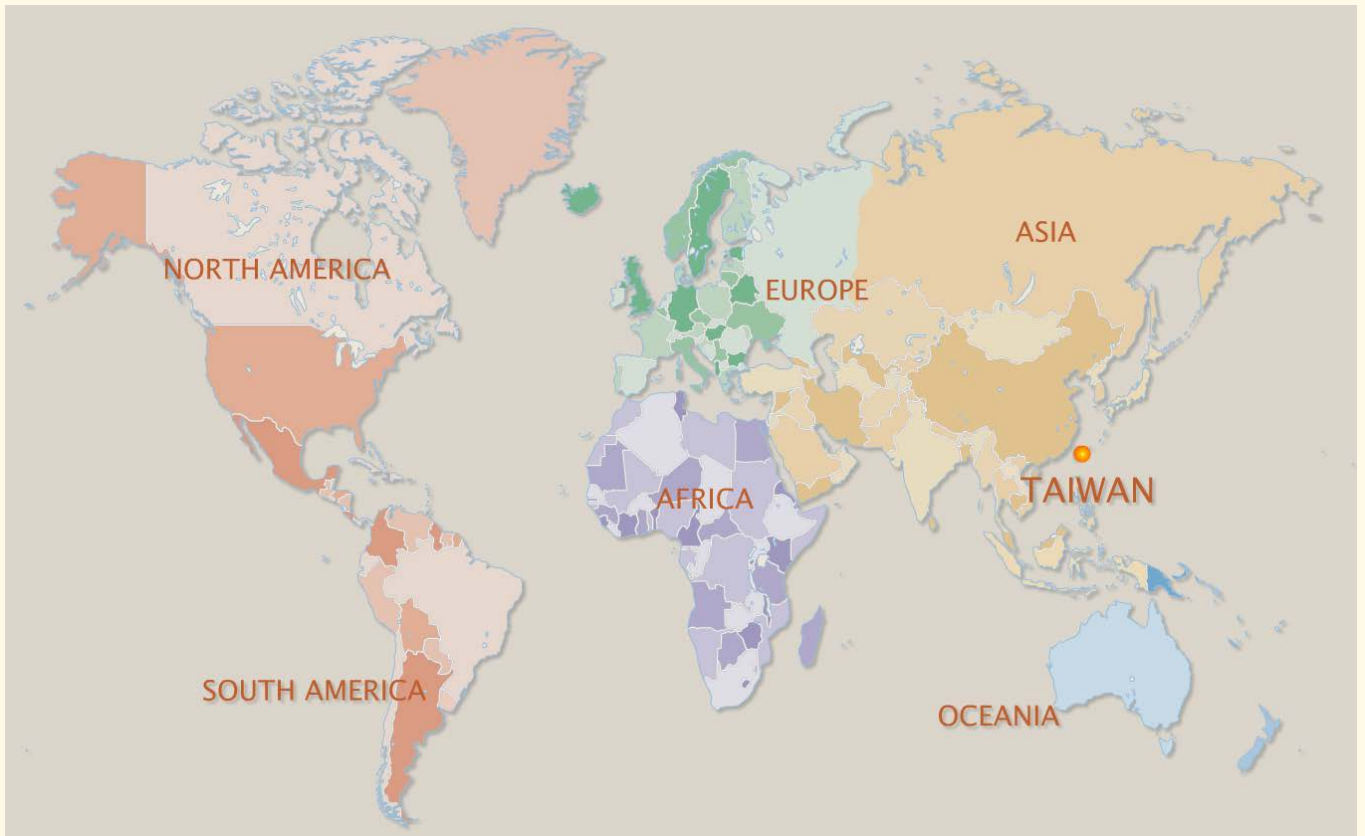 ASIA
NORTH AMERICA
EUROPE
TAIWAN
AFRICA
SOUTH AMERICA
OCEANIA